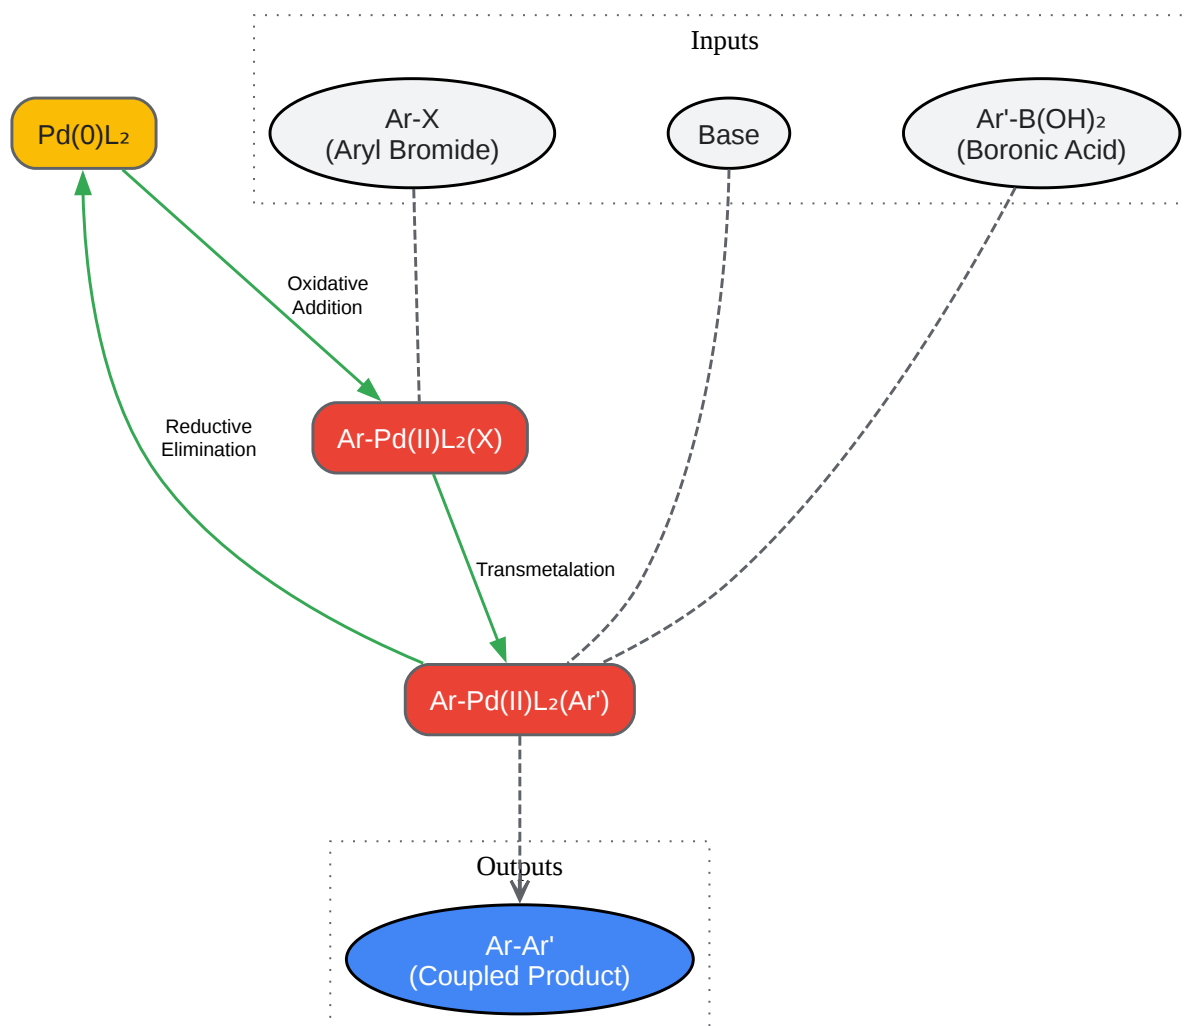 Inputs
Pd(0)L₂
Ar-X
(Aryl Bromide)
Base
Ar'-B(OH)₂
(Boronic Acid)
Oxidative
Addition
Reductive
Elimination
Ar-Pd(II)L₂(X)
Transmetalation
Ar-Pd(II)L₂(Ar')
Outputs
Ar-Ar'
(Coupled Product)